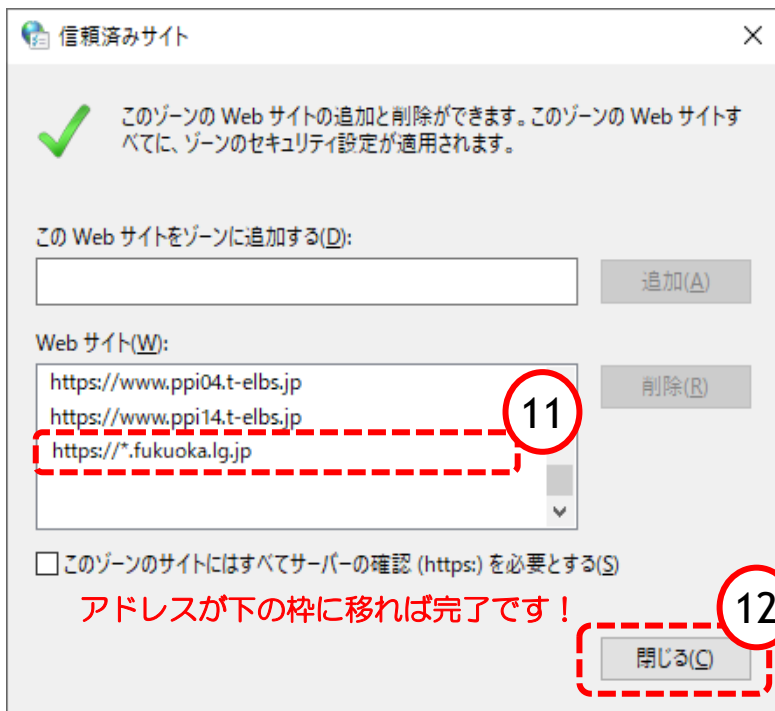 信頼済みサイト
このゾーンの Web サイトの追加と削除ができます。このゾーンの Web サイトす
べてに、ゾーンのセキュリティ設定が適用されます。
この Web サイトをゾーンに追加する(D):
追加(A)
Web サイト(W):
https://www.ppi04.t-elbs.jp
https://www.ppi14.t-elbs.jp
https://*.fukuoka.lg.jp
11
削除(R)
このゾーンのサイトにはすべてサーバーの確認 (https:) を必要とする(S)
アドレスが下の枠に移れば完了です！
12
閉じる(C)